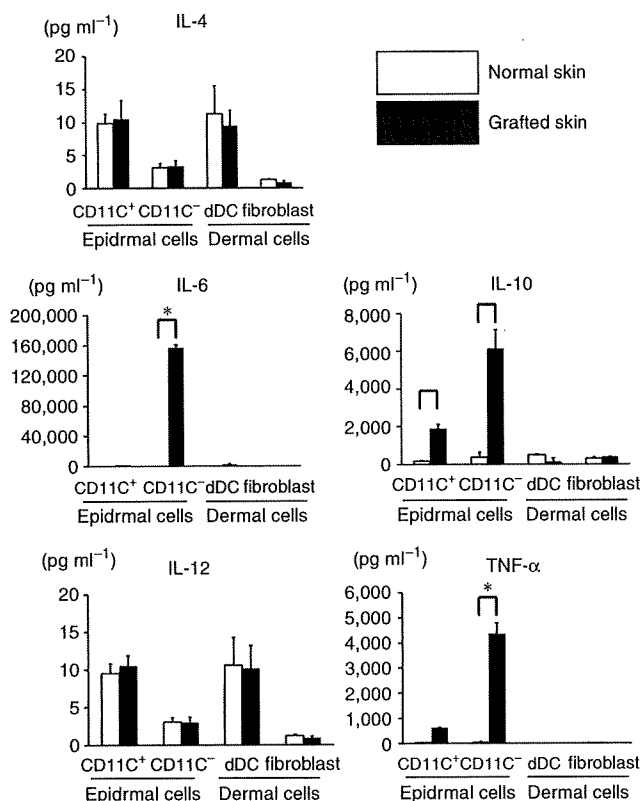 (pg ml⁻¹) IL-4
20
15
10
5
0
CD11C⁺ CD11C⁻ dDC fibroblast
Epidrmal cells Dermal cells
Normal skin
Grafted skin
(pg ml⁻¹) IL-6
200,000
160,000
120,000
80,000
40,000
0
*
CD11C⁺ CD11C⁻ dDC fibroblast
Epidrmal cells Dermal cells
(pg ml⁻¹) IL-10
8,000
6,000
4,000
2,000
0
CD11C⁺ CD11C⁻ dDC fibroblast
Epidrmal cells Dermal cells
(pg ml⁻¹) IL-12
20
15
10
5
0
CD11C⁺ CD11C⁻ dDC fibroblast
Epidrmal cells Dermal cells
(pg ml⁻¹) TNF-α
6,000
5,000
4,000
3,000
2,000
1,000
0
*
CD11C⁺ CD11C⁻ dDC fibroblast
Epidrmal cells Dermal cells